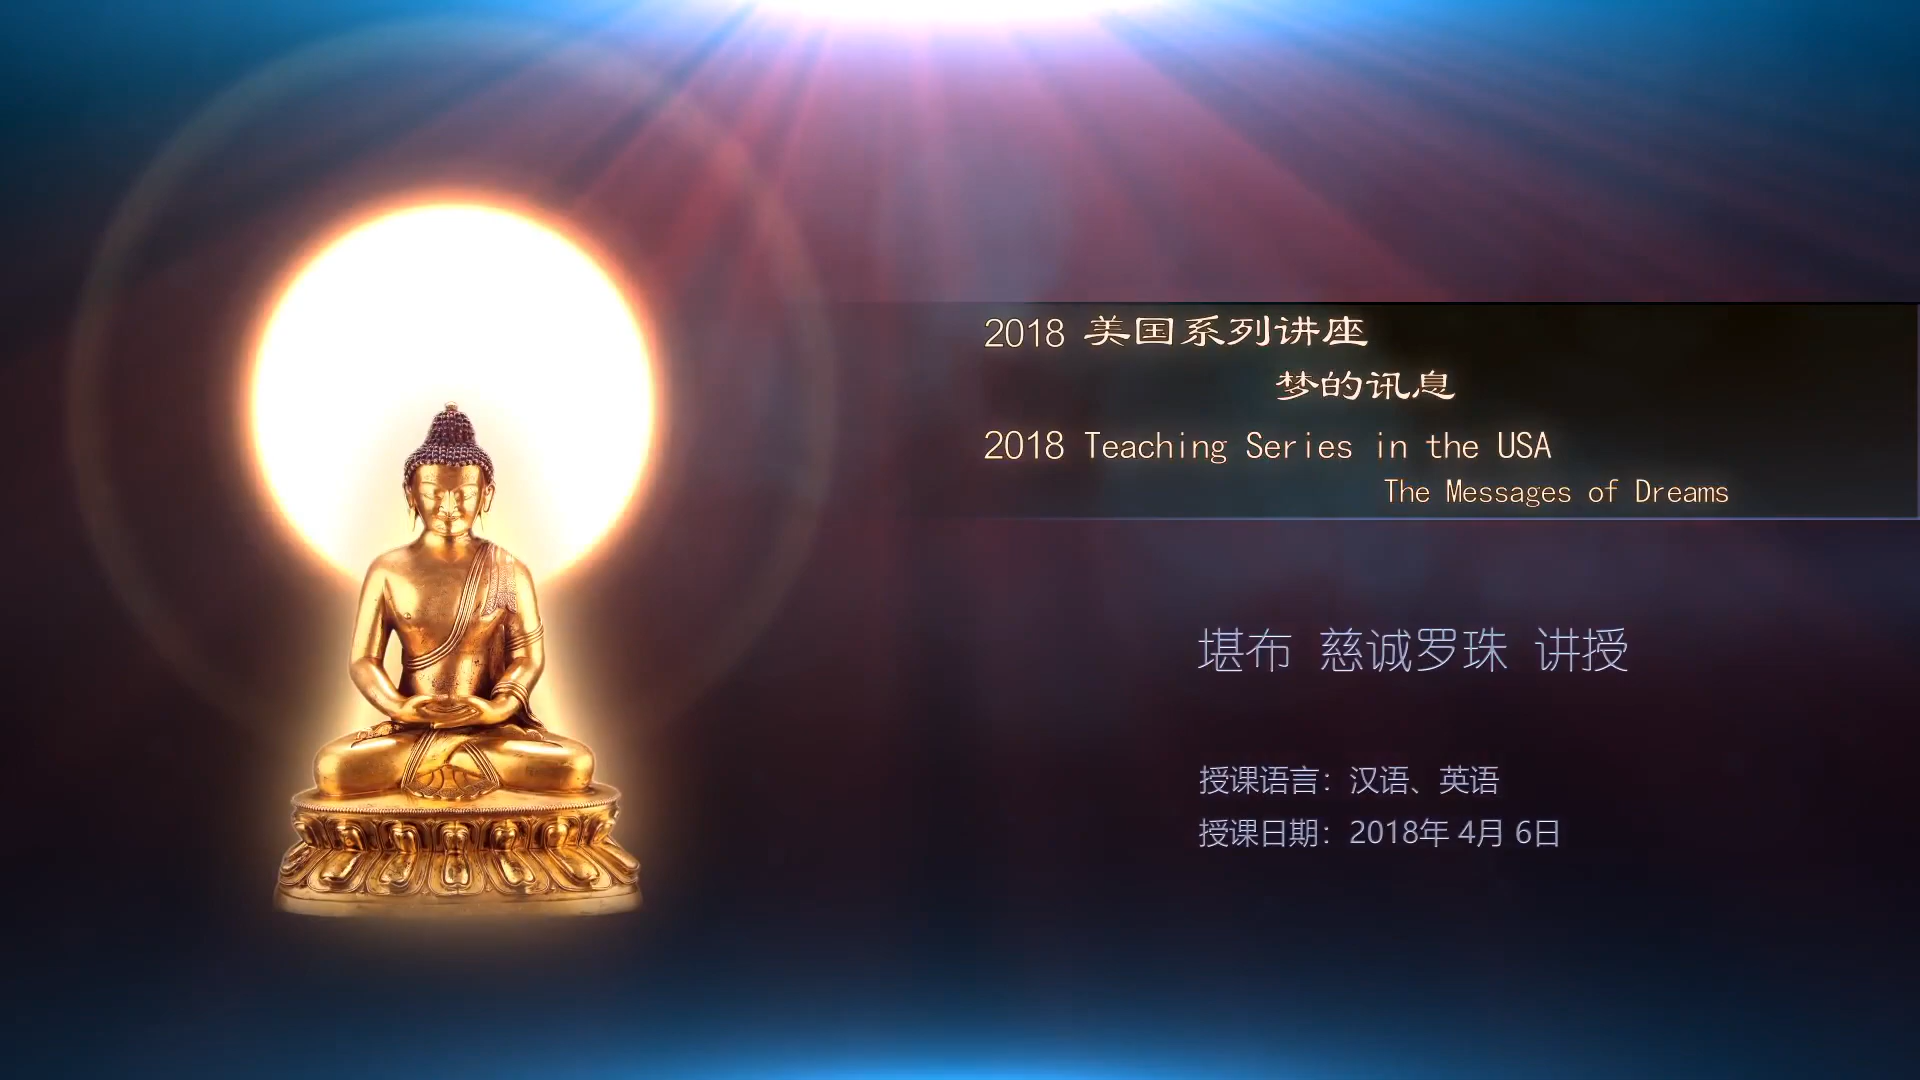 2018 美国系列讲座
梦的讯息
2018 Teaching Series in the USA
The Messages of Dreams
堪布 慈诚罗珠 讲授
授课语言：汉语、英语
授课日期：2018年 4月 6日